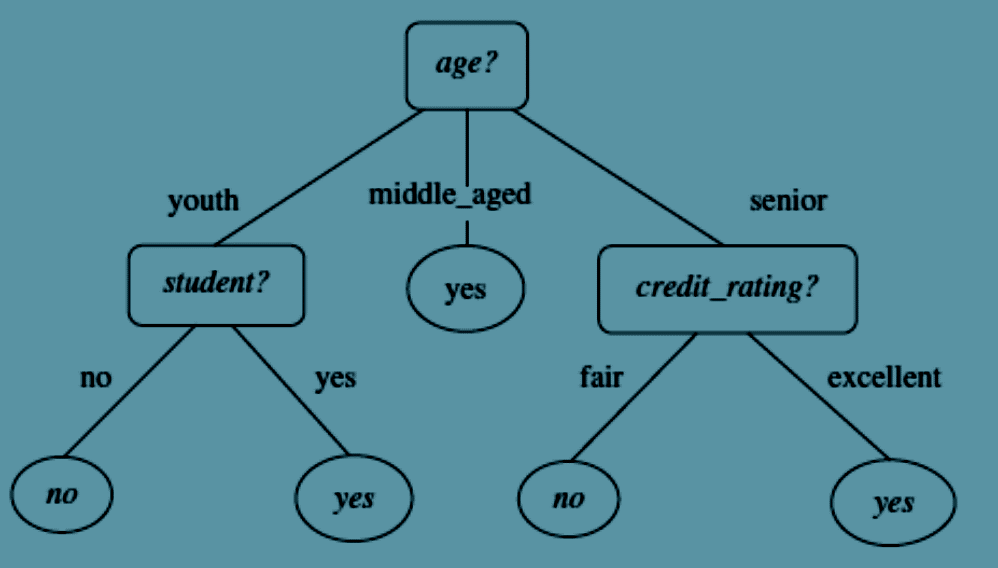 age?
youth
middle_aged
senior
student?
yes
credit_rating?
no
yes
fair
excellent
no
yes
no
yes